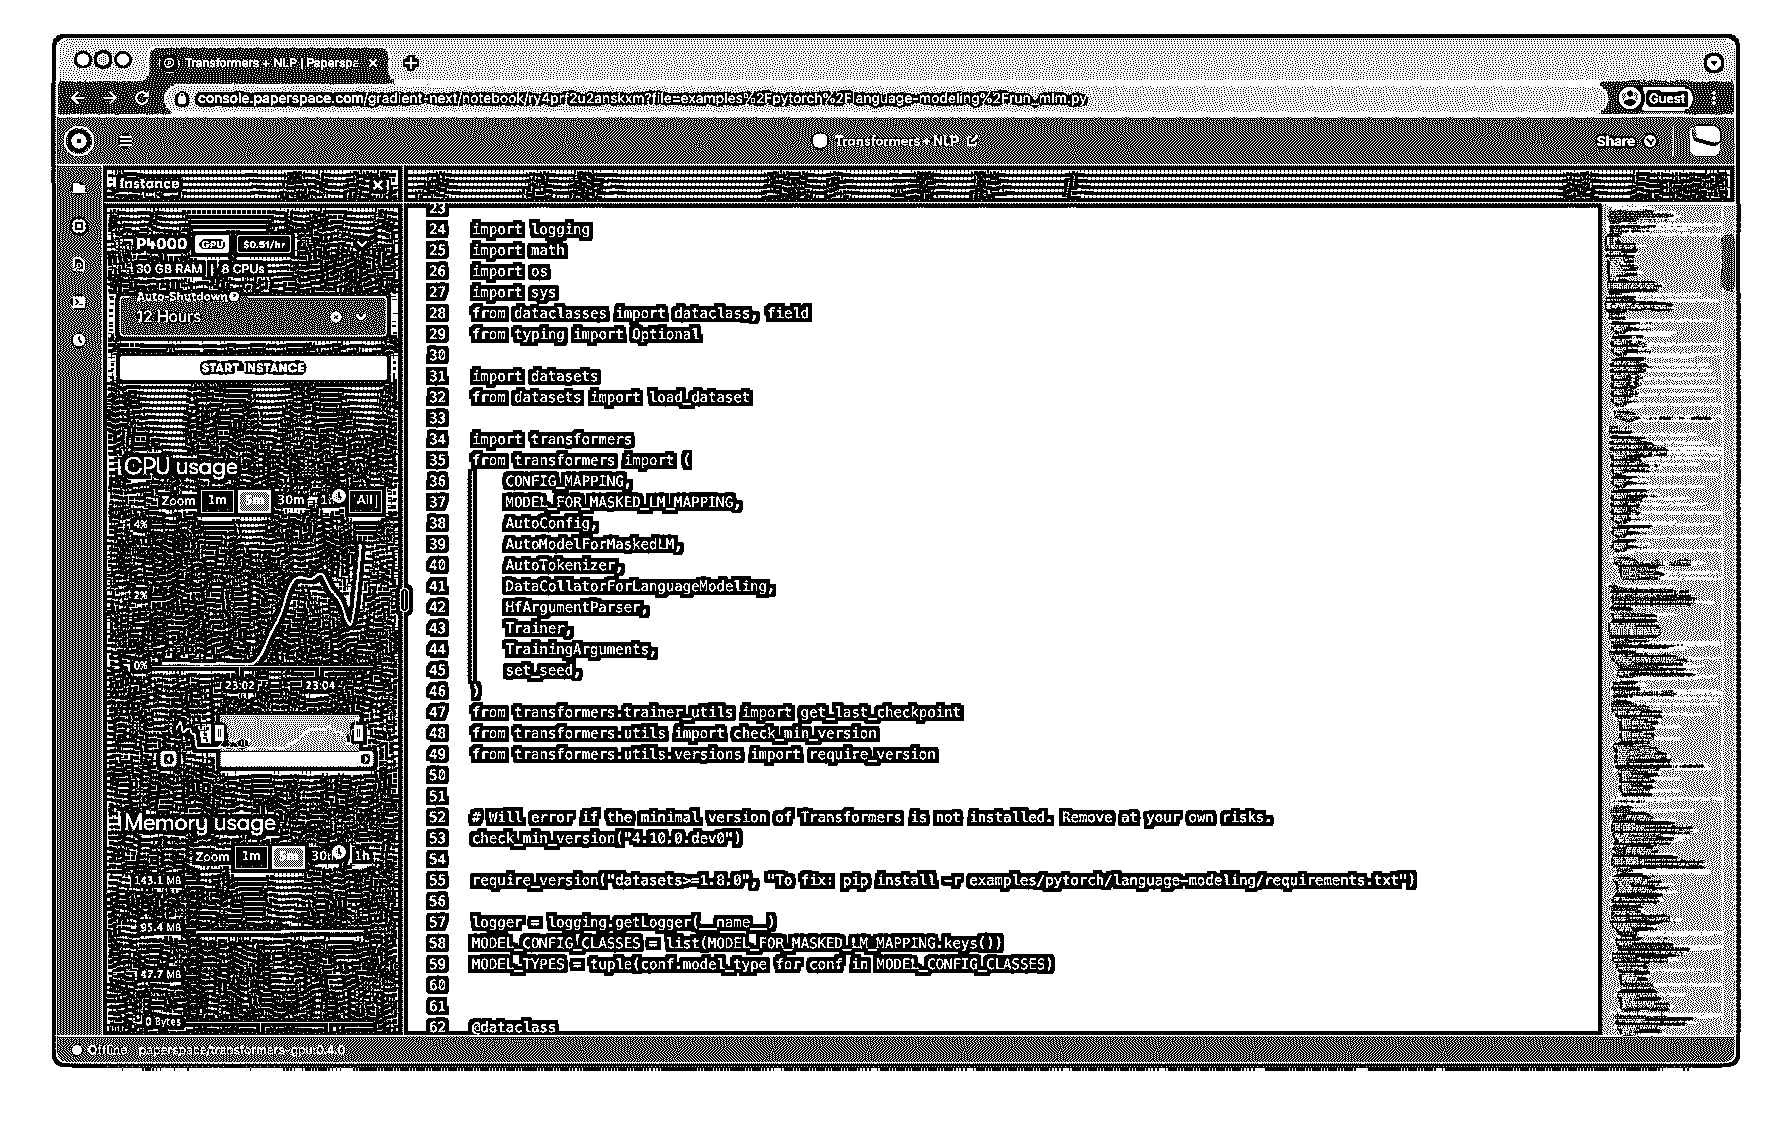 Transformers + NLP | Paperspa
console.paperspace.com/gradient-next/notebook/ry4prf2u2anskxm?file=examples%2Fpytorch%2Flanguage-modeling%2Frun_mlm.py
Guest
Transformers + NLP
Share
Instance
P4000 GPU $0.51/hr
30 GB RAM | 8 CPUs
Auto-Shutdown
12 Hours
START INSTANCE
CPU usage
Zoom 1m 5m 30m 1h All
4%
2%
0%
23:02 23:04
Memory usage
Zoom 1m 5m 30m 1h
143.1 MB
95.4 MB
47.7 MB
0 Bytes
23
24 import logging
25 import math
26 import os
27 import sys
28 from dataclasses import dataclass, field
29 from typing import Optional
30
31 import datasets
32 from datasets import load_dataset
33
34 import transformers
35 from transformers import (
36 CONFIG_MAPPING,
37 MODEL_FOR_MASKED_LM_MAPPING,
38 AutoConfig,
39 AutoModelForMaskedLM,
40 AutoTokenizer,
41 DataCollatorForLanguageModeling,
42 HfArgumentParser,
43 Trainer,
44 TrainingArguments,
45 set_seed,
46 )
47 from transformers.trainer_utils import get_last_checkpoint
48 from transformers.utils import check_min_version
49 from transformers.utils.versions import require_version
50
51
52 # Will error if the minimal version of Transformers is not installed. Remove at your own risks.
53 check_min_version("4.10.0.dev0")
54
55 require_version("datasets>=1.8.0", "To fix: pip install -r examples/pytorch/language-modeling/requirements.txt")
56
57 logger = logging.getLogger(__name__)
58 MODEL_CONFIG_CLASSES = list(MODEL_FOR_MASKED_LM_MAPPING.keys())
59 MODEL_TYPES = tuple(conf.model_type for conf in MODEL_CONFIG_CLASSES)
60
61
62 @dataclass
Offline paperspace/transformers-gpu:0.4.0